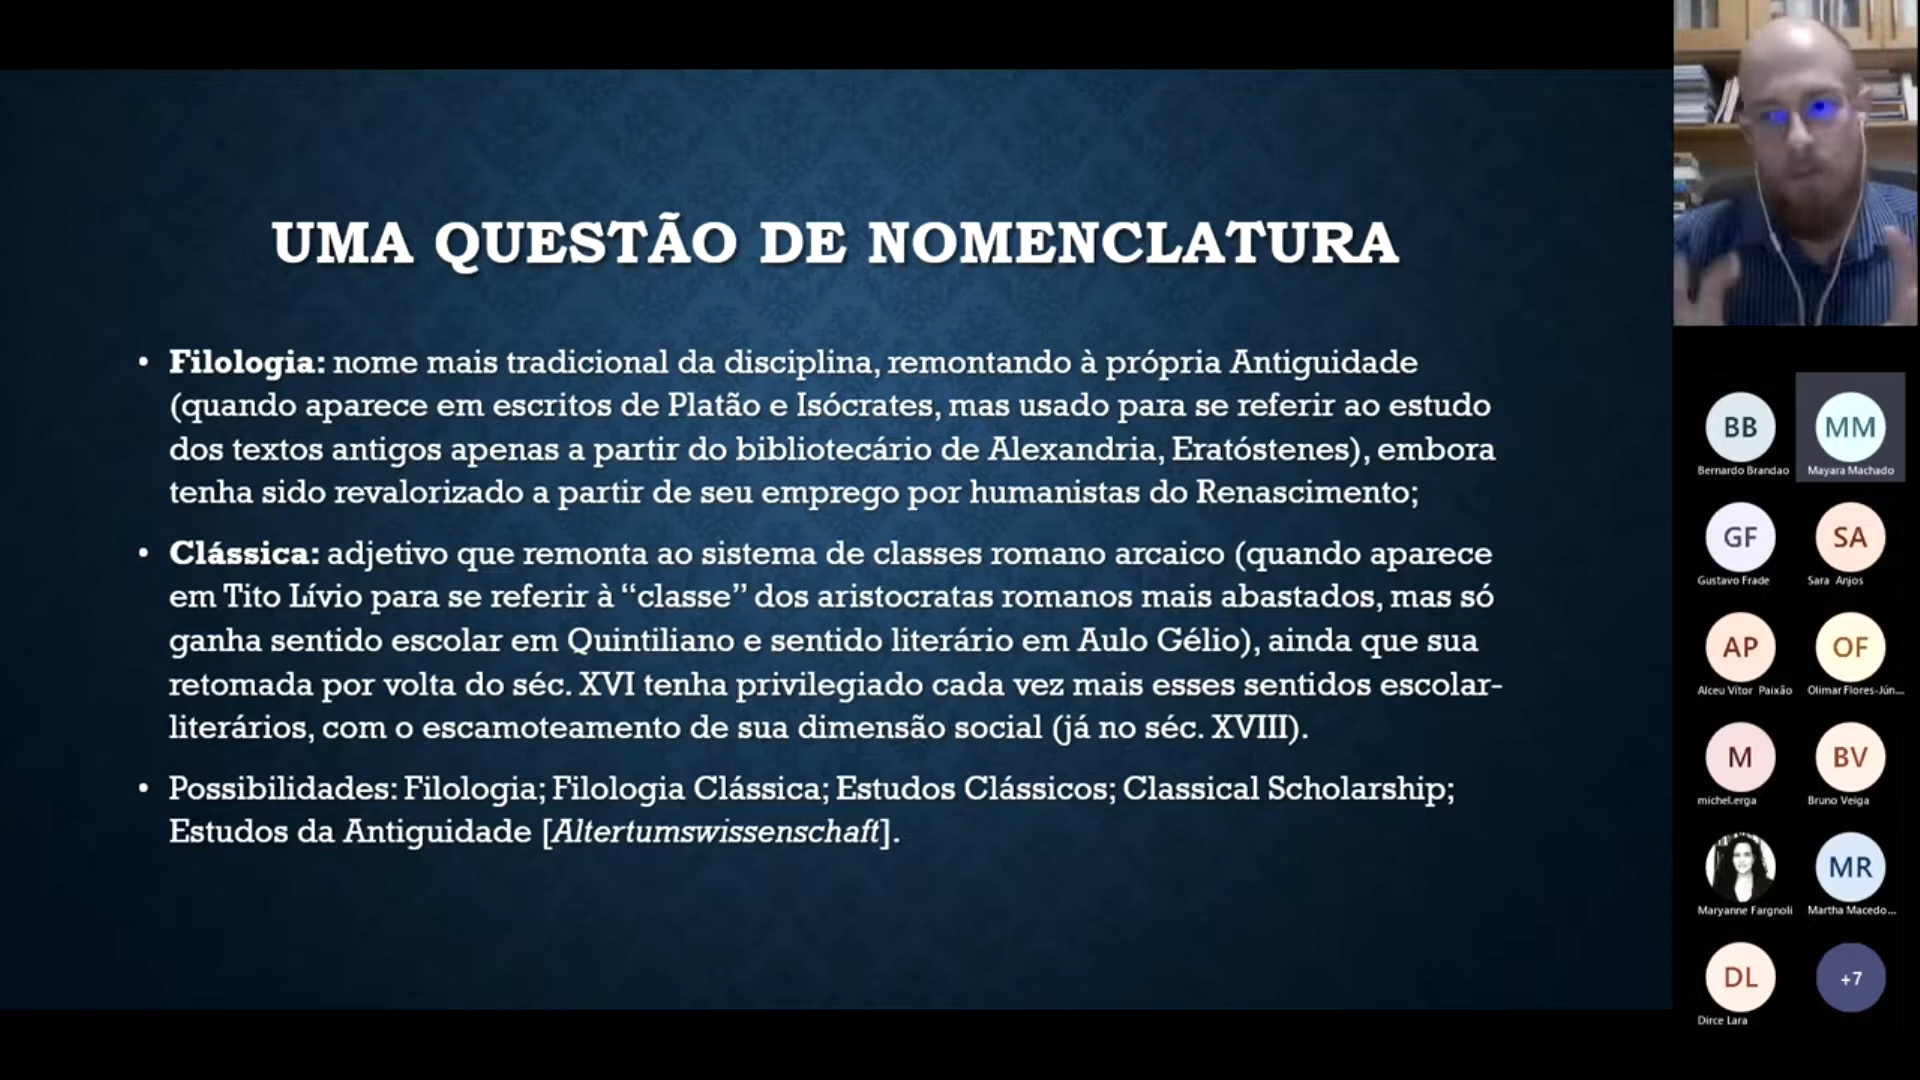 UMA QUESTÃO DE NOMENCLATURA
• Filologia: nome mais tradicional da disciplina, remontando à própria Antiguidade
(quando aparece em escritos de Platão e Isócrates, mas usado para se referir ao estudo
dos textos antigos apenas a partir do bibliotecário de Alexandria, Eratóstenes), embora
tenha sido revalorizado a partir de seu emprego por humanistas do Renascimento;
• Clássica: adjetivo que remonta ao sistema de classes romano arcaico (quando aparece
em Tito Lívio para se referir à “classe” dos aristocratas romanos mais abastados, mas só
ganha sentido escolar em Quintiliano e sentido literário em Aulo Gélio), ainda que sua
retomada por volta do séc. XVI tenha privilegiado cada vez mais esses sentidos escolar-
literários, com o escamoteamento de sua dimensão social (já no séc. XVIII).
• Possibilidades: Filologia; Filologia Clássica; Estudos Clássicos; Classical Scholarship;
Estudos da Antiguidade [Altertumswissenschaft].
BB MM
Bernardo Brandao Mayara Machado
GF SA
Gustavo Frade Sara Anjos
AP OF
Alceu Vitor Paixão Olimar Flores-Jún...
M BV
michel.erga Bruno Veiga
MR
Maryanne Fargnoli Martha Macedo...
DL +7
Dirce Lara